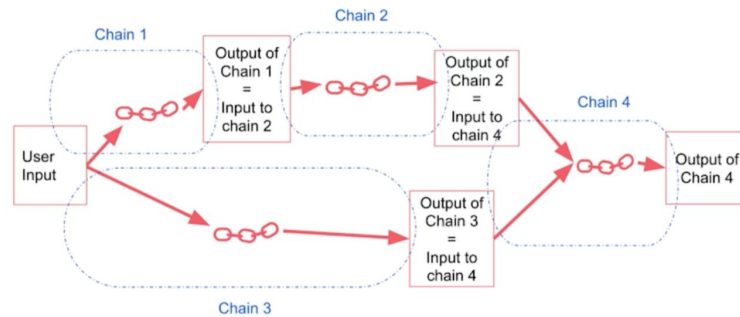 Chain 1
Chain 2
Output of
Chain 1
=
Input to
chain 2
Output of
Chain 2
=
Input to
chain 4
Chain 4
User
Input
Output of
Chain 4
Output of
Chain 3
=
Input to
chain 4
Chain 3